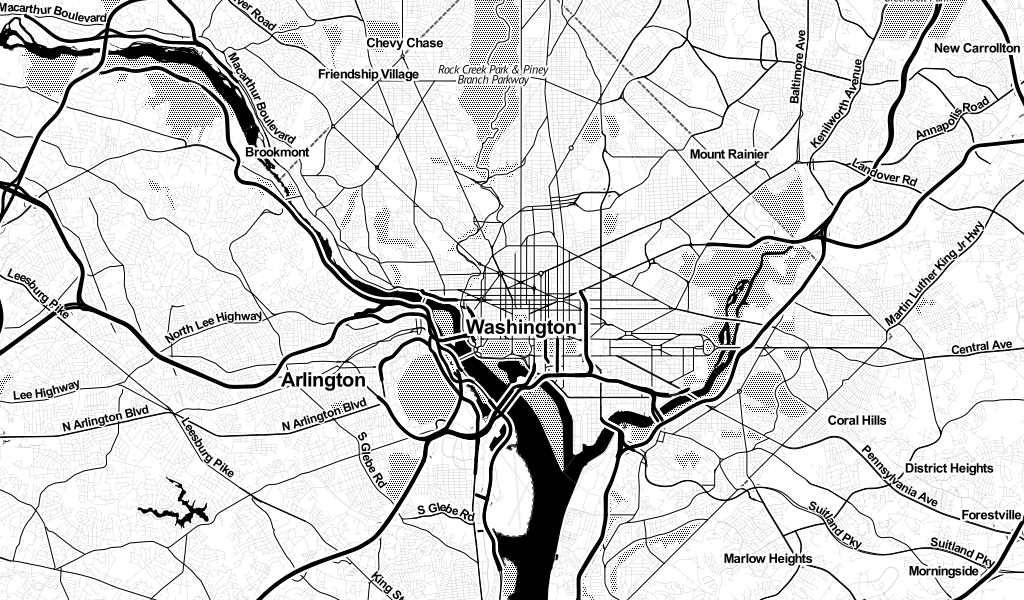 Macarthur Boulevard
Chevy Chase
New Carrollton
Baltimore Ave
Friendship Village
Rock Creek Park & Piney
Branch Parkway
Macarthur Boulevard
Kenilworth Avenue
Annapolis Road
Brookmont
Mount Rainier
Landover Rd
Martin Luther King Jr Hwy
Leesburg Pike
North Lee Highway
Washington
Central Ave
Arlington
Lee Highway
N Arlington Blvd
N Arlington Blvd
Coral Hills
Leesburg Pike
S Glebe Rd
Pennsylvania Ave
District Heights
S Glebe Rd
Suitland Pky
Forestville
Suitland Pky
Marlow Heights
Morningside
King St